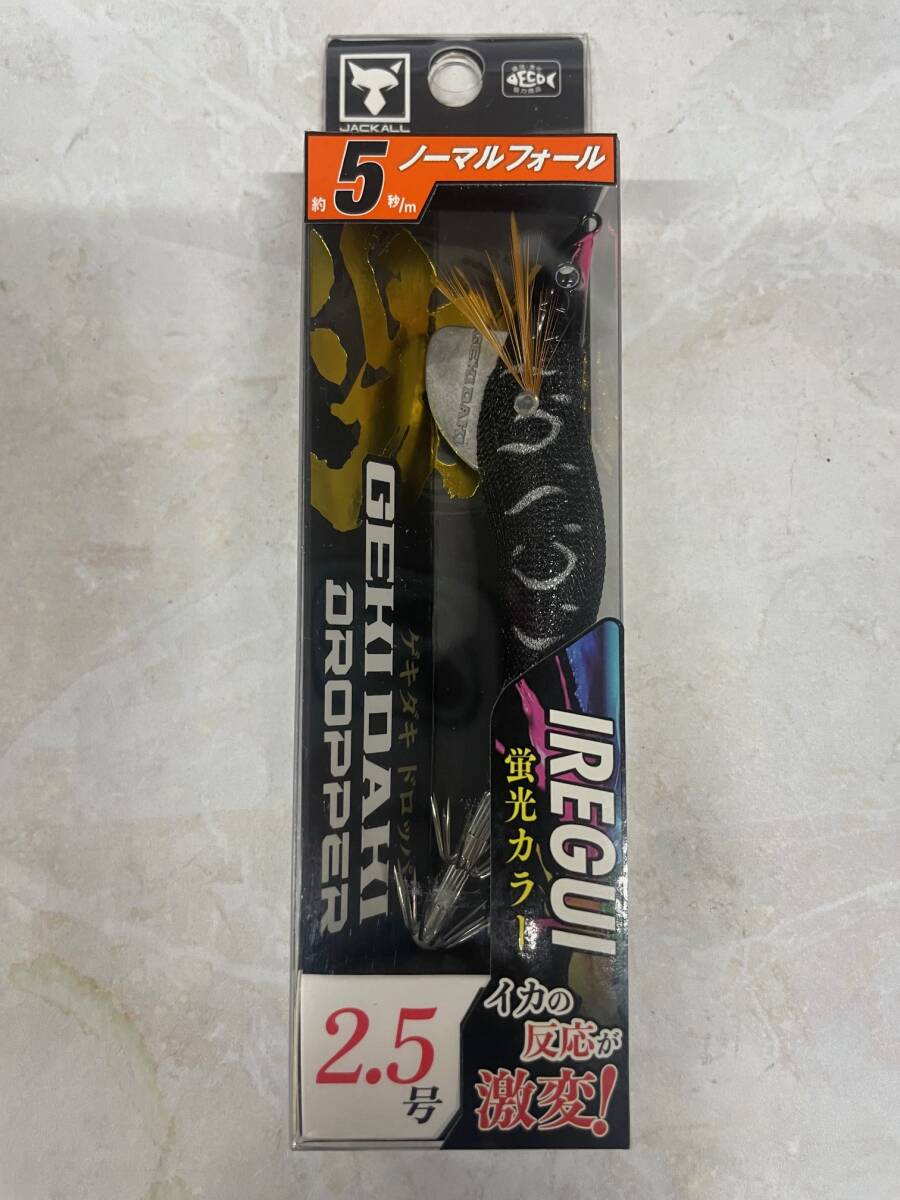 JACKALL
ECO
ノーマルフォール
約5秒/m
GEKIDAKI
GEKIDAKI
DROPPER
ゲキダキ ドロッパー
IREGUI
蛍光カラー
2.5号
イカの
反応が
激変!